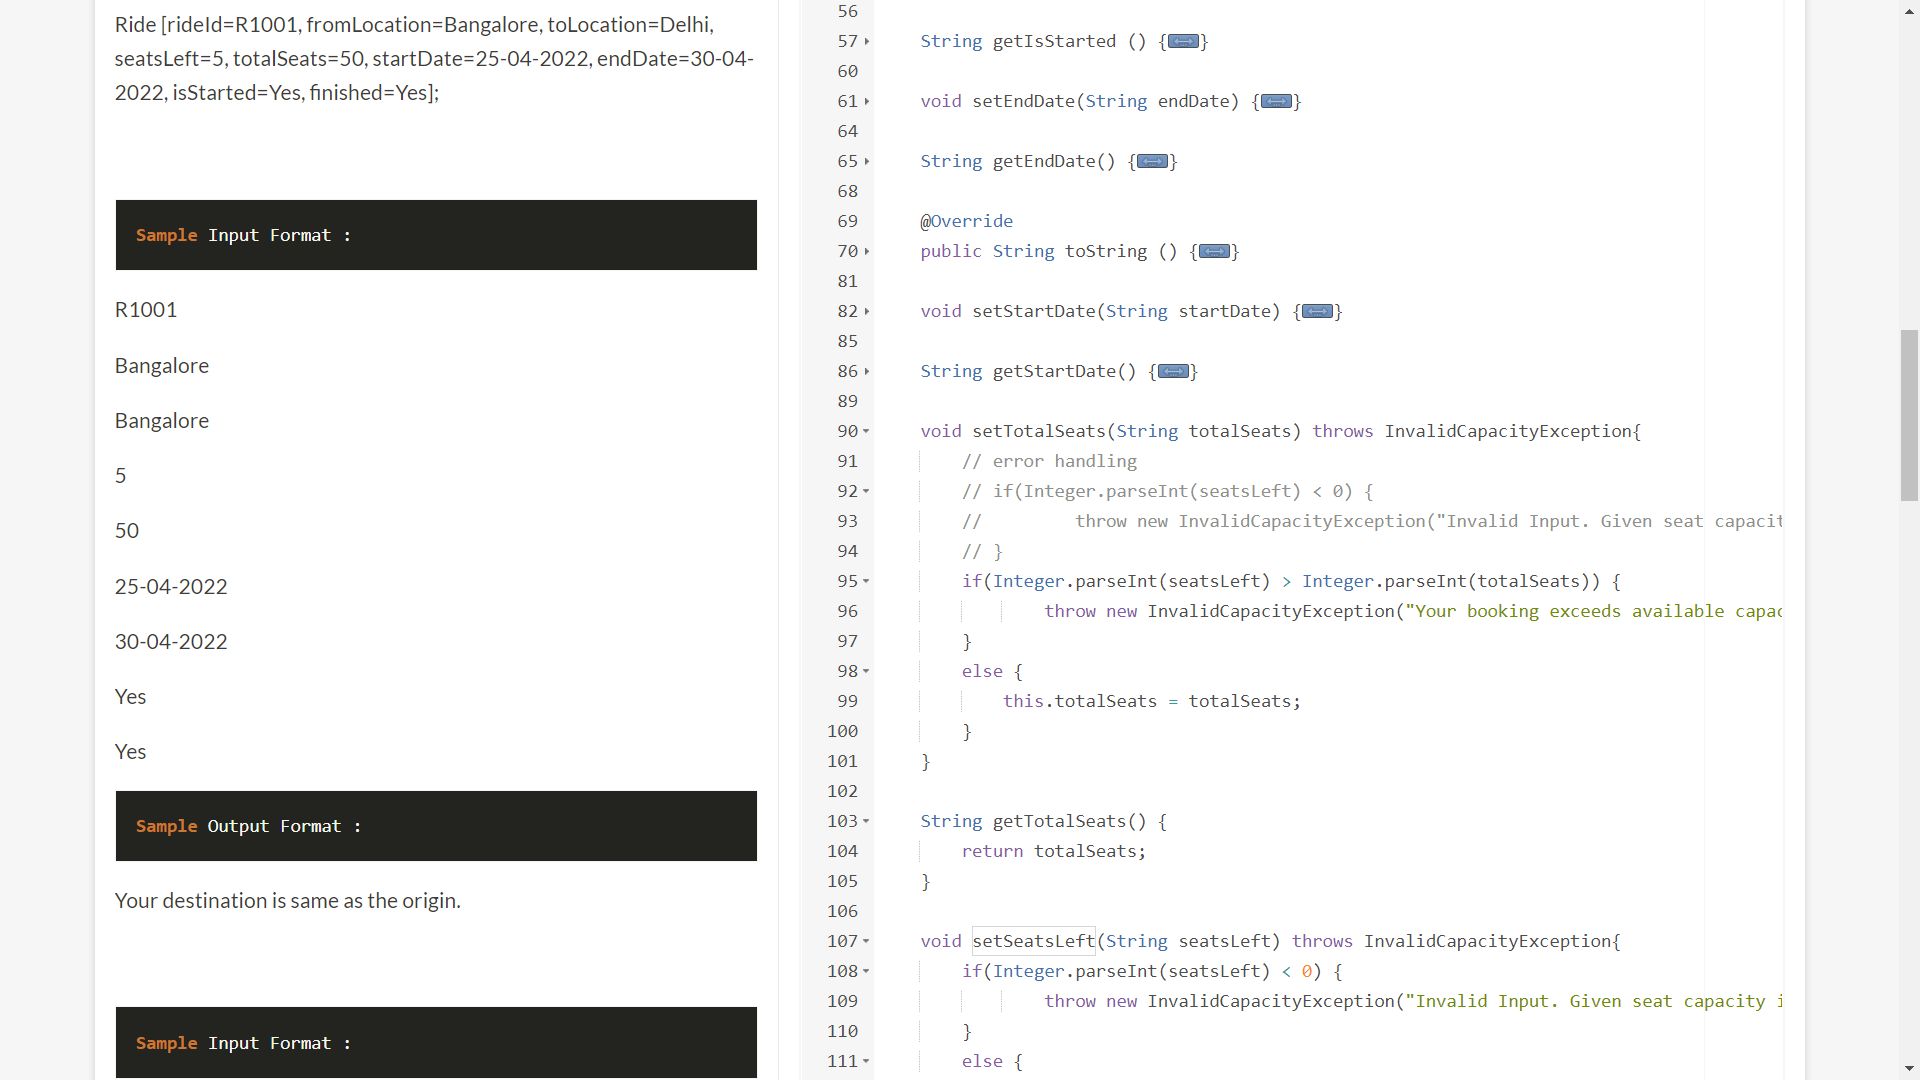 Ride [rideId=R1001, fromLocation=Bangalore, toLocation=Delhi,
seatsLeft=5, totalSeats=50, startDate=25-04-2022, endDate=30-04-
2022, isStarted=Yes, finished=Yes];
Sample Input Format :
R1001
Bangalore
Bangalore
5
50
25-04-2022
30-04-2022
Yes
Yes
Sample Output Format :
Your destination is same as the origin.
Sample Input Format :
56
57 String getIsStarted () {}
60
61 void setEndDate(String endDate) {}
64
65 String getEndDate() {}
68
69 @Override
70 public String toString () {}
81
82 void setStartDate(String startDate) {}
85
86 String getStartDate() {}
89
90 void setTotalSeats(String totalSeats) throws InvalidCapacityException{
91 // error handling
92 // if(Integer.parseInt(seatsLeft) < 0) {
93 // throw new InvalidCapacityException("Invalid Input. Given seat capacit
94 // }
95 if(Integer.parseInt(seatsLeft) > Integer.parseInt(totalSeats)) {
96 throw new InvalidCapacityException("Your booking exceeds available capac
97 }
98 else {
99 this.totalSeats = totalSeats;
100 }
101 }
102
103 String getTotalSeats() {
104 return totalSeats;
105 }
106
107 void setSeatsLeft(String seatsLeft) throws InvalidCapacityException{
108 if(Integer.parseInt(seatsLeft) < 0) {
109 throw new InvalidCapacityException("Invalid Input. Given seat capacity i
110 }
111 else {